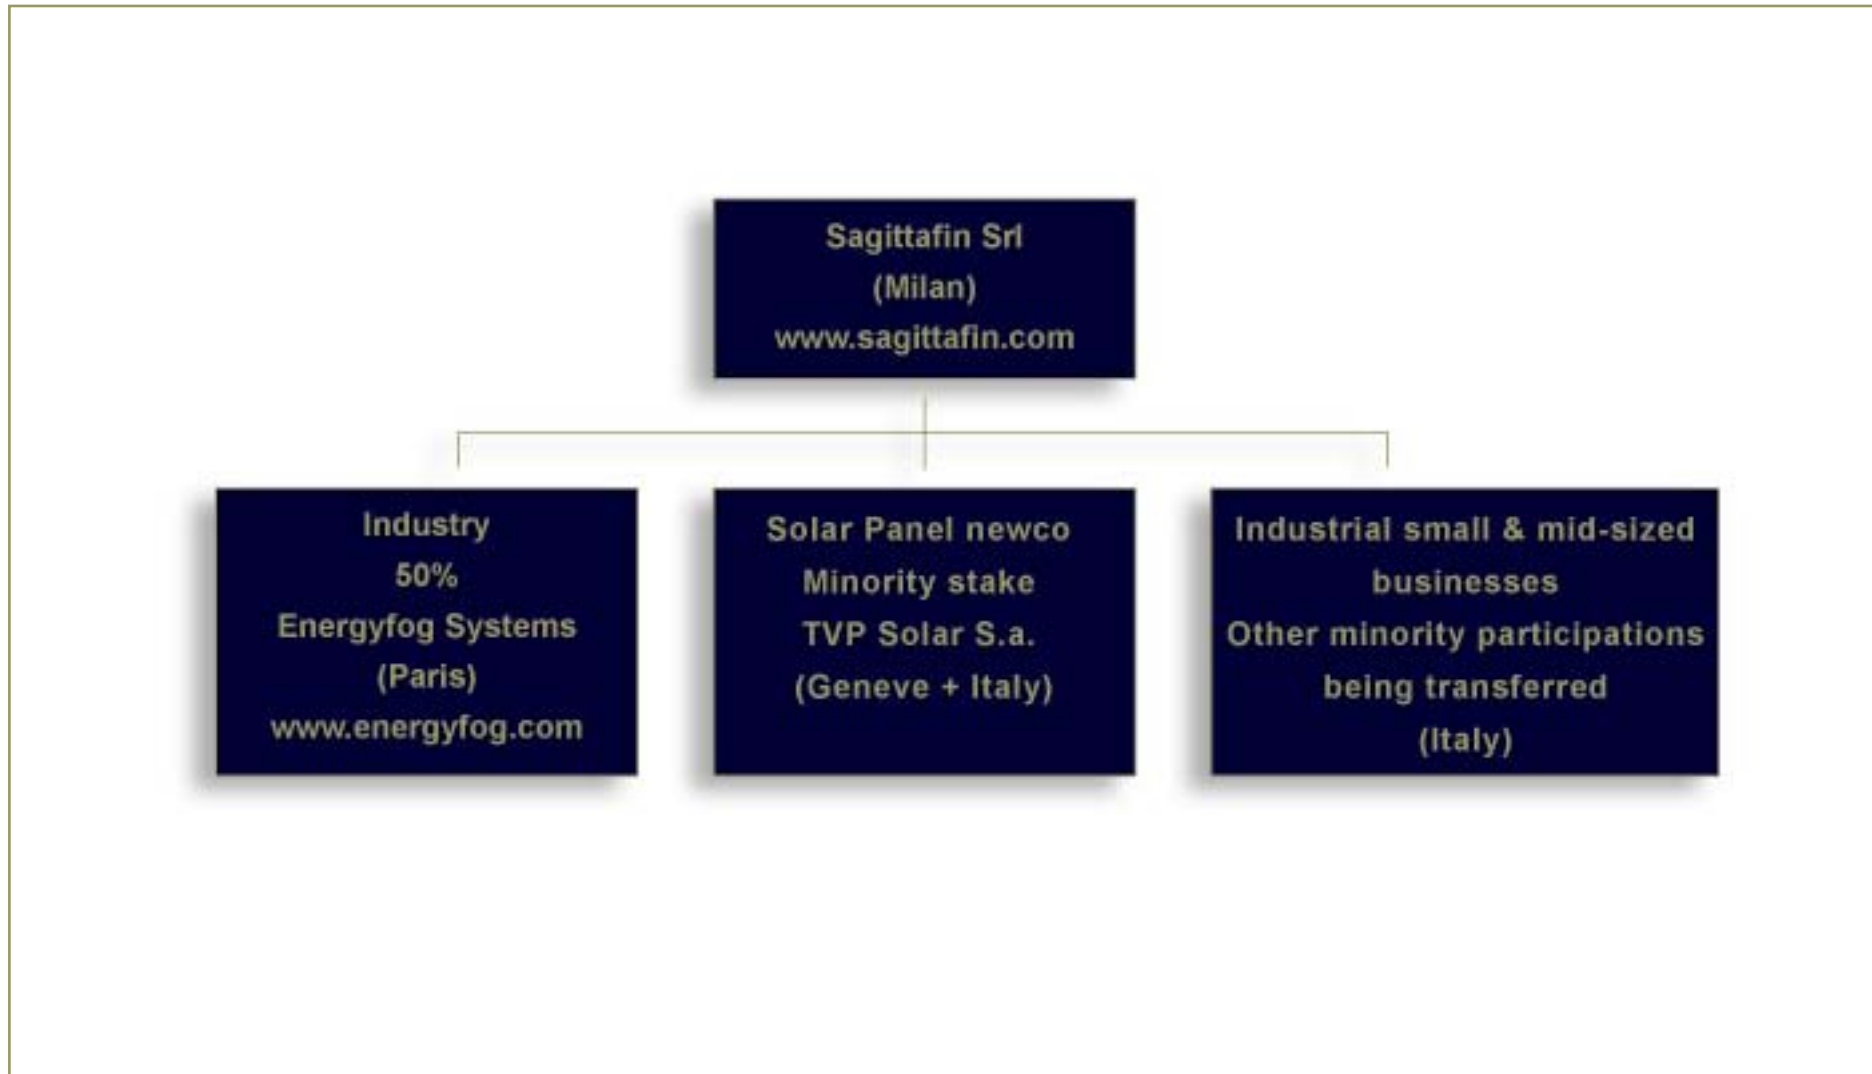 Sagittafin Srl
(Milan)
www.sagittafin.com
Industry
50%
Energyfog Systems
(Paris)
www.energyfog.com
Solar Panel newco
Minority stake
TVP Solar S.a.
(Geneve + Italy)
Industrial small & mid-sized
businesses
Other minority participations
being transferred
(Italy)